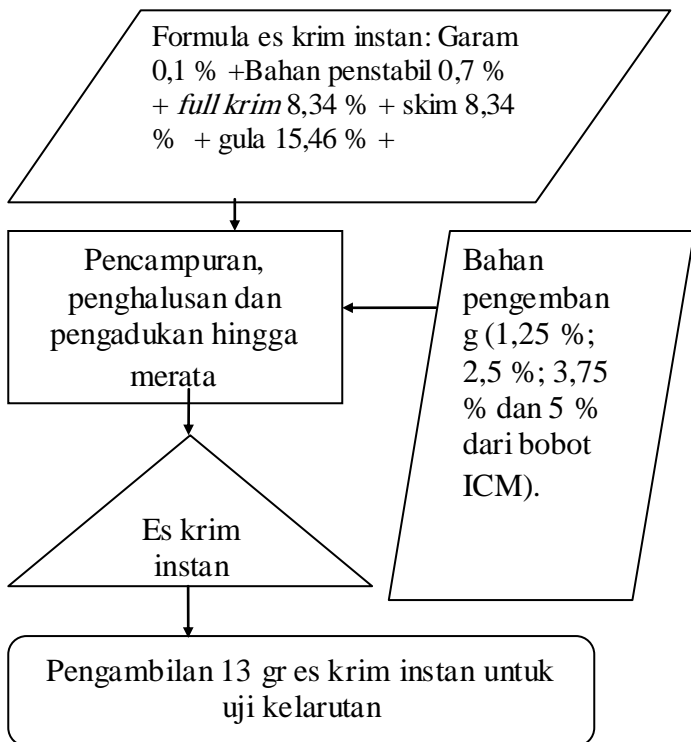 Formula es krim instan: Garam
0,1 % +Bahan penstabil 0,7 %
+ full krim 8,34 % + skim 8,34
% + gula 15,46 % +
Pencampuran,
penghalusan dan
pengadukan hingga
merata
Bahan
pengemban
g (1,25 %;
2,5 %; 3,75
% dan 5 %
dari bobot
ICM).
Es krim
instan
Pengambilan 13 gr es krim instan untuk
uji kelarutan